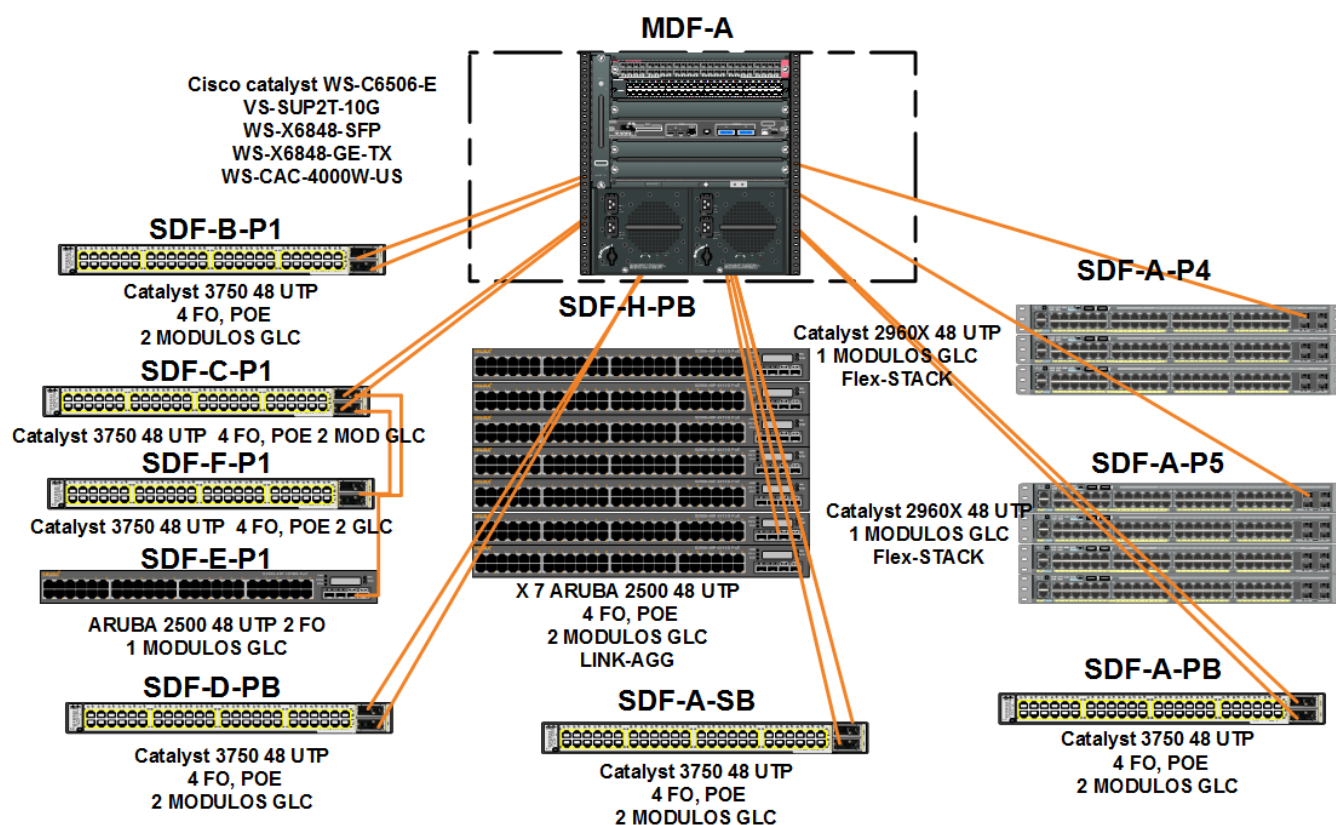 MDF-A
Cisco catalyst WS-C6506-E
VS-SUP2T-10G
WS-X6848-SFP
WS-X6848-GE-TX
WS-CAC-4000W-US
SDF-B-P1
Catalyst 3750 48 UTP
4 FO, POE
2 MODULOS GLC
SDF-C-P1
Catalyst 3750 48 UTP 4 FO, POE 2 MOD GLC
SDF-F-P1
Catalyst 3750 48 UTP 4 FO, POE 2 GLC
SDF-E-P1
ARUBA 2500 48 UTP 2 FO
1 MODULOS GLC
SDF-D-PB
Catalyst 3750 48 UTP
4 FO, POE
2 MODULOS GLC
SDF-H-PB
X 7 ARUBA 2500 48 UTP
4 FO, POE
2 MODULOS GLC
LINK-AGG
SDF-A-SB
Catalyst 3750 48 UTP
4 FO, POE
2 MODULOS GLC
SDF-A-P4
Catalyst 2960X 48 UTP
1 MODULOS GLC
Flex-STACK
SDF-A-P5
Catalyst 2960X 48 UTP
1 MODULOS GLC
Flex-STACK
SDF-A-PB
Catalyst 3750 48 UTP
4 FO, POE
2 MODULOS GLC